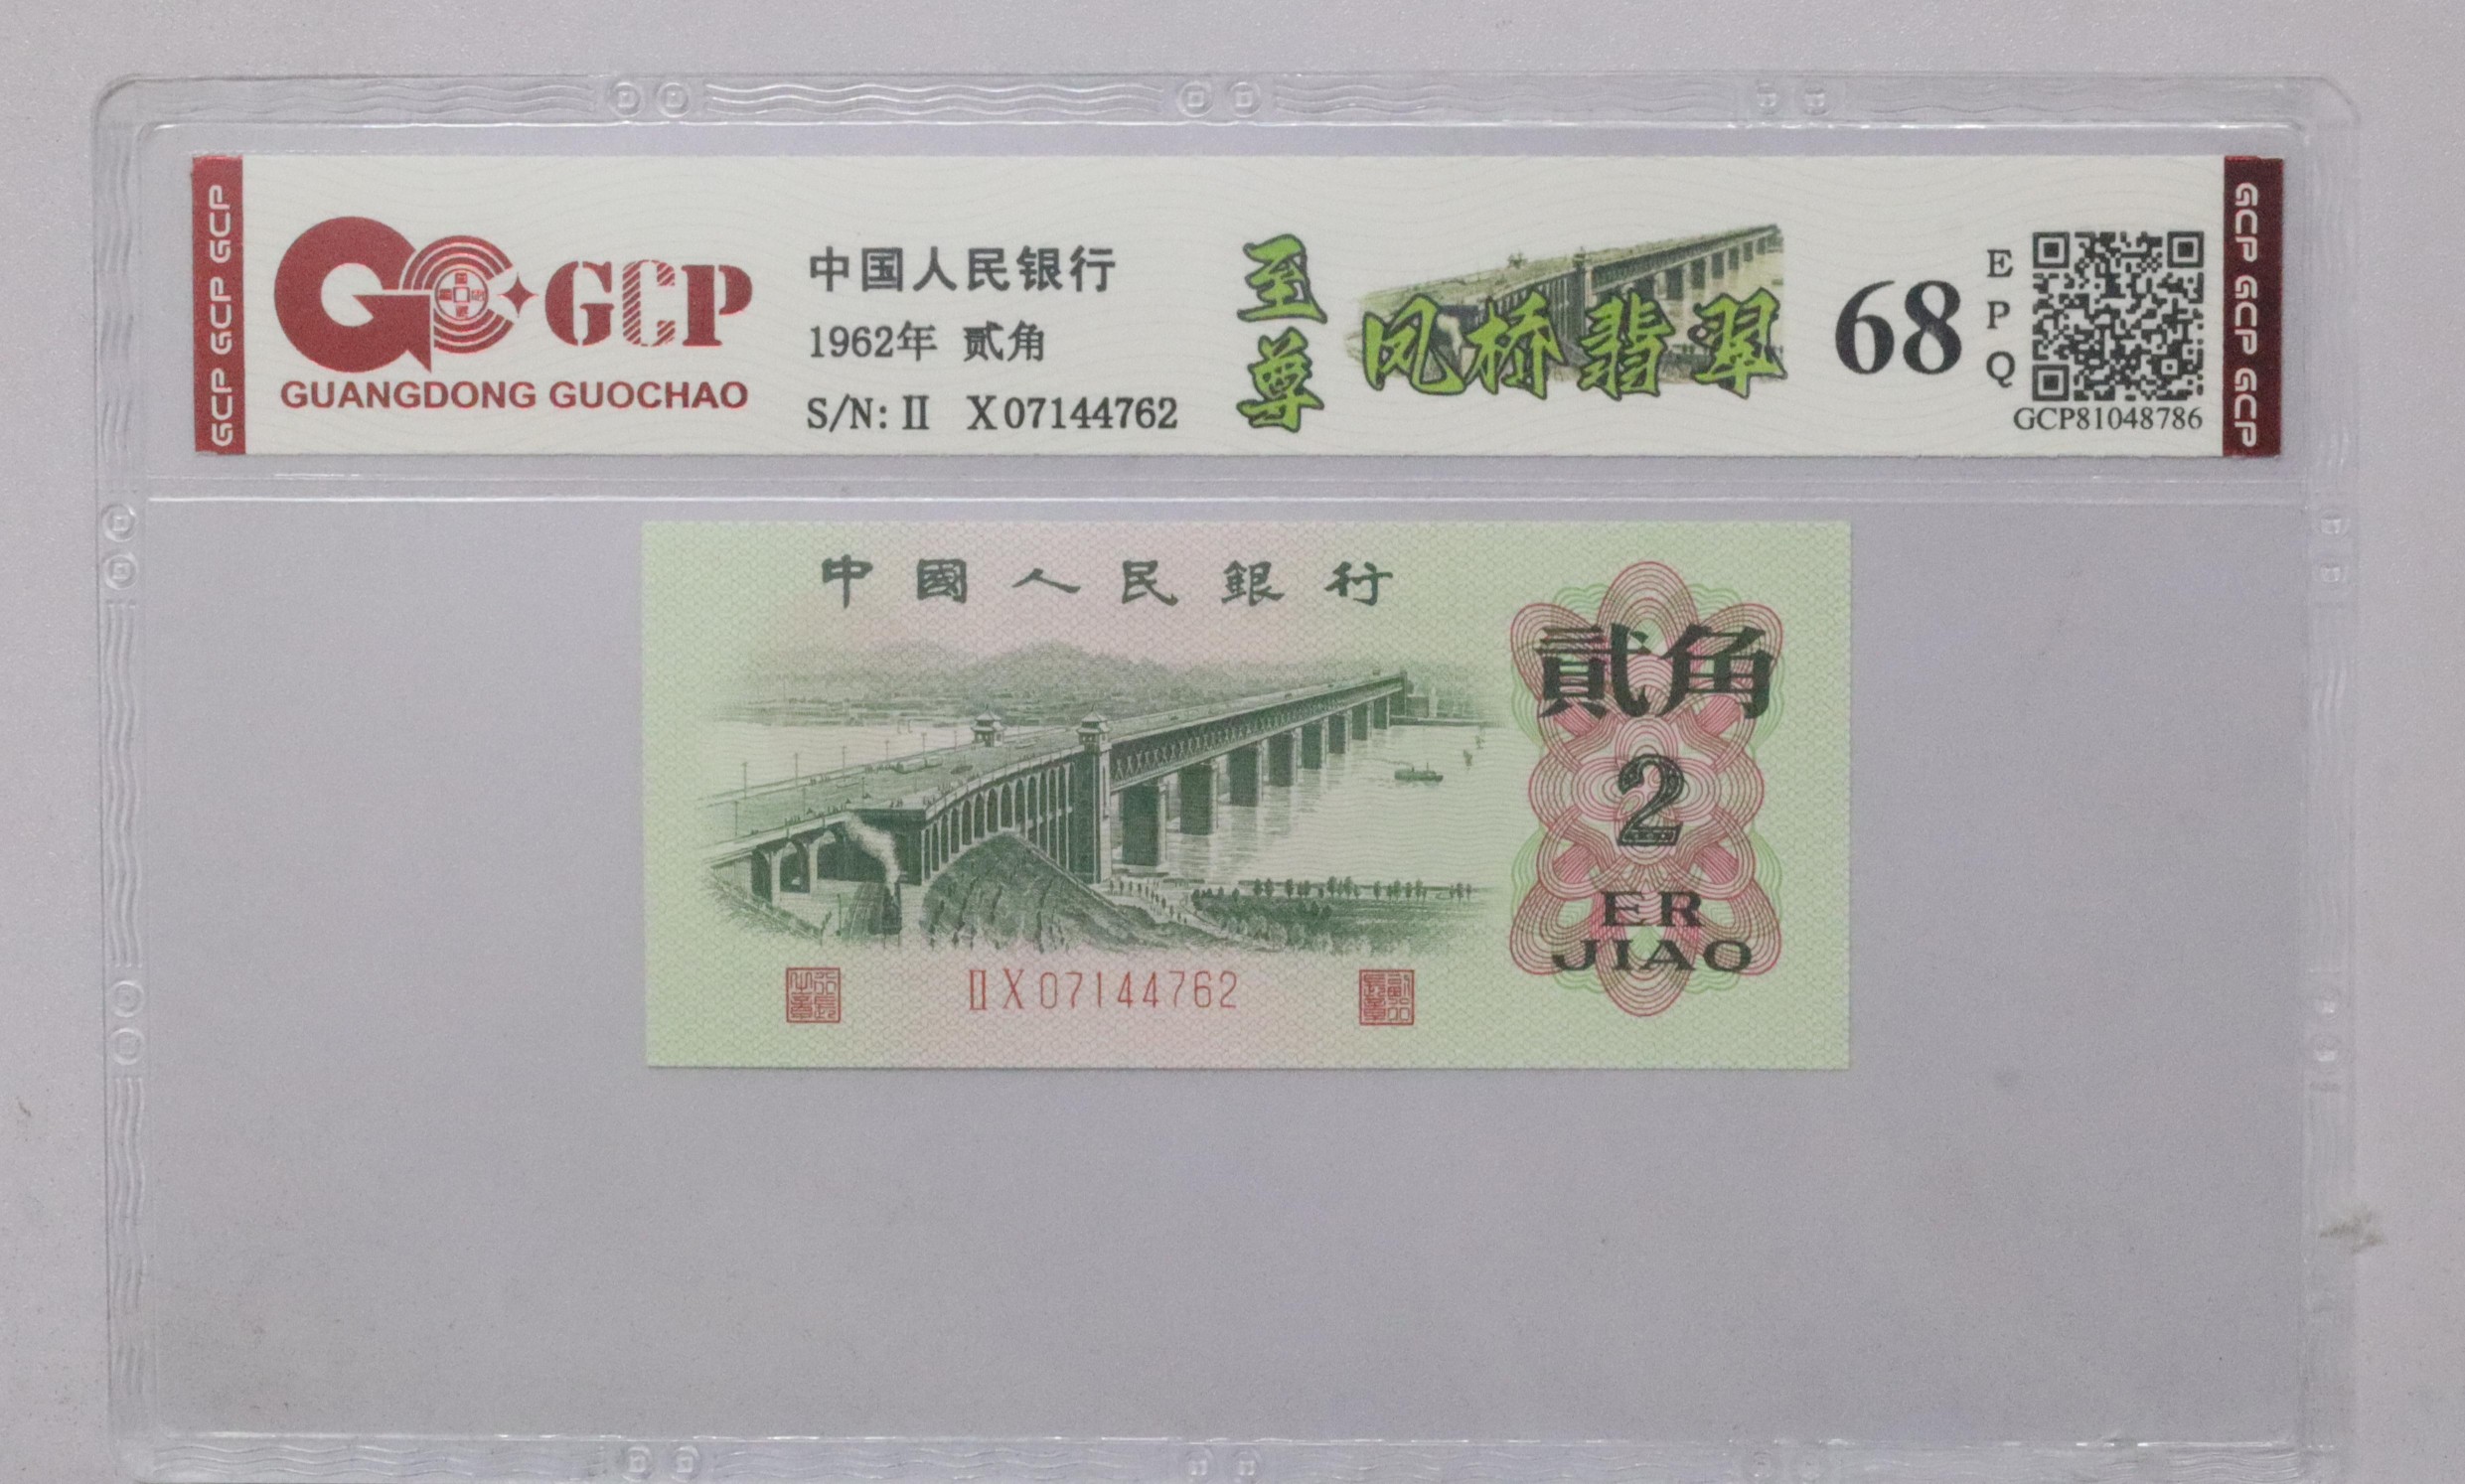 GCP GCP GCP
GCP
GUANGDONG GUOCHAO
中国人民银行
1962年 贰角
S/N: II X07144762
至尊
凤桥翡翠
68
EPQ
GCP81048786
GCP GCP GCP
中國人民銀行
貳角
2
ER
JIAO
II X 07144762